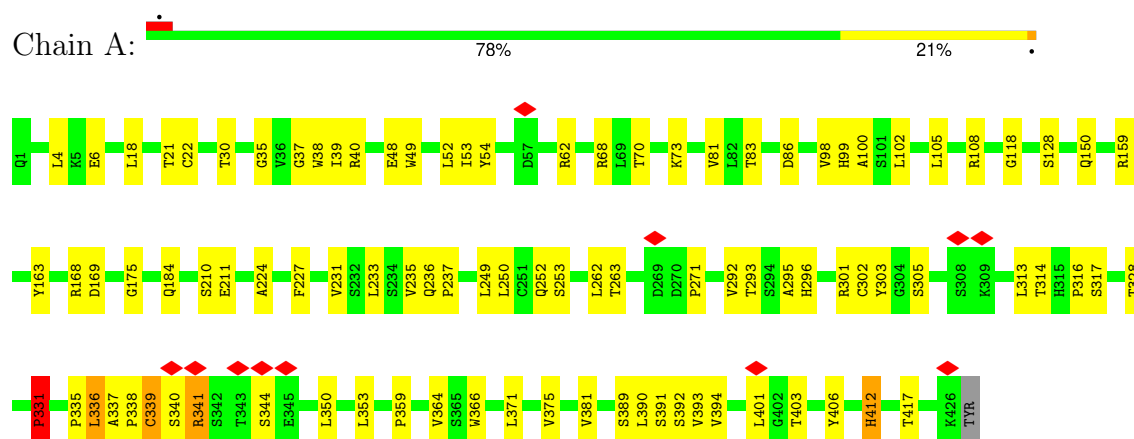 Chain A:
78% 21%
Q1 L4 K5 E6 L18 T21 C22 T30 G35 V36 G37 W38 I39 R40 E48 W49 L52 I53 Y54 D57 R62 R68 L69 T70 K73 V81 L82 T83 D86 V98 H99 A100 S101 L102 L105 R108 G118 S128 Q150 R159
Y163 R168 D169 G175 Q184 S210 E211 A224 F227 V231 S232 L233 S234 V235 Q236 P237 L249 L250 C251 Q252 S253 L262 T263 D269 D270 P271 V292 T293 S294 A295 H296 R301 C302 Y303 G304 S305 S308 K309 L313 T314 H315 P316 S317 T328
P331 P335 L336 A337 P338 C339 S340 R341 S342 T343 S344 E345 L350 L353 P359 V364 S365 W366 L371 V375 V381 S389 L390 S391 S392 V393 V394 L401 G402 T403 Y406 H412 T417 K426 TYR